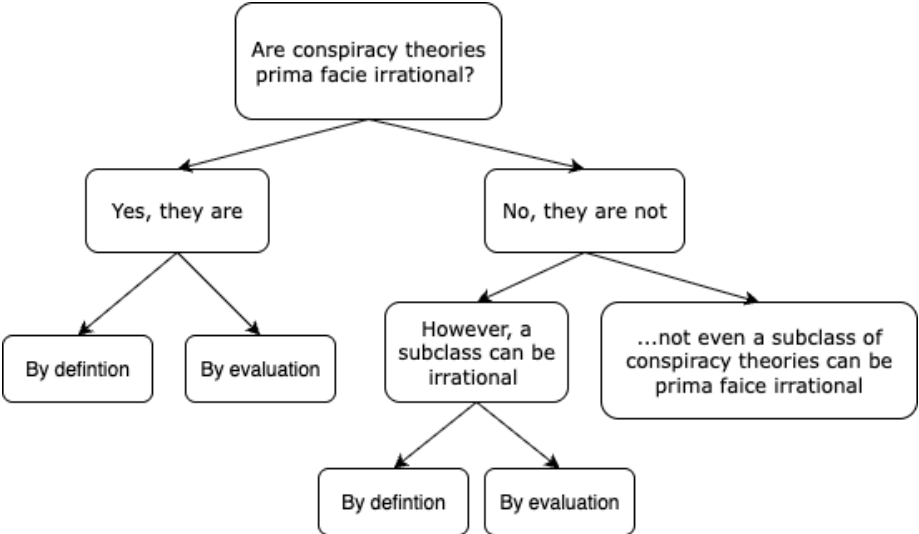 Are conspiracy theories
prima facie irrational?
Yes, they are
No, they are not
By defintion
By evaluation
However, a
subclass can be
irrational
...not even a subclass of
conspiracy theories can be
prima faice irrational
By defintion
By evaluation